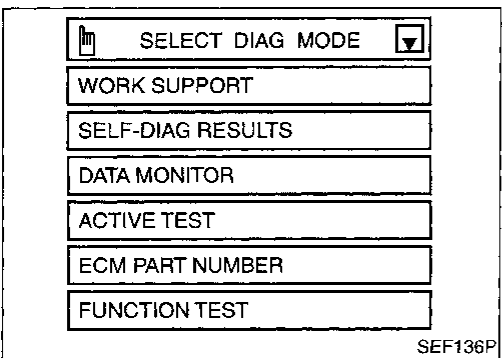 SELECT DIAG MODE
WORK SUPPORT
SELF-DIAG RESULTS
DATA MONITOR
ACTIVE TEST
ECM PART NUMBER
FUNCTION TEST
SEF136P